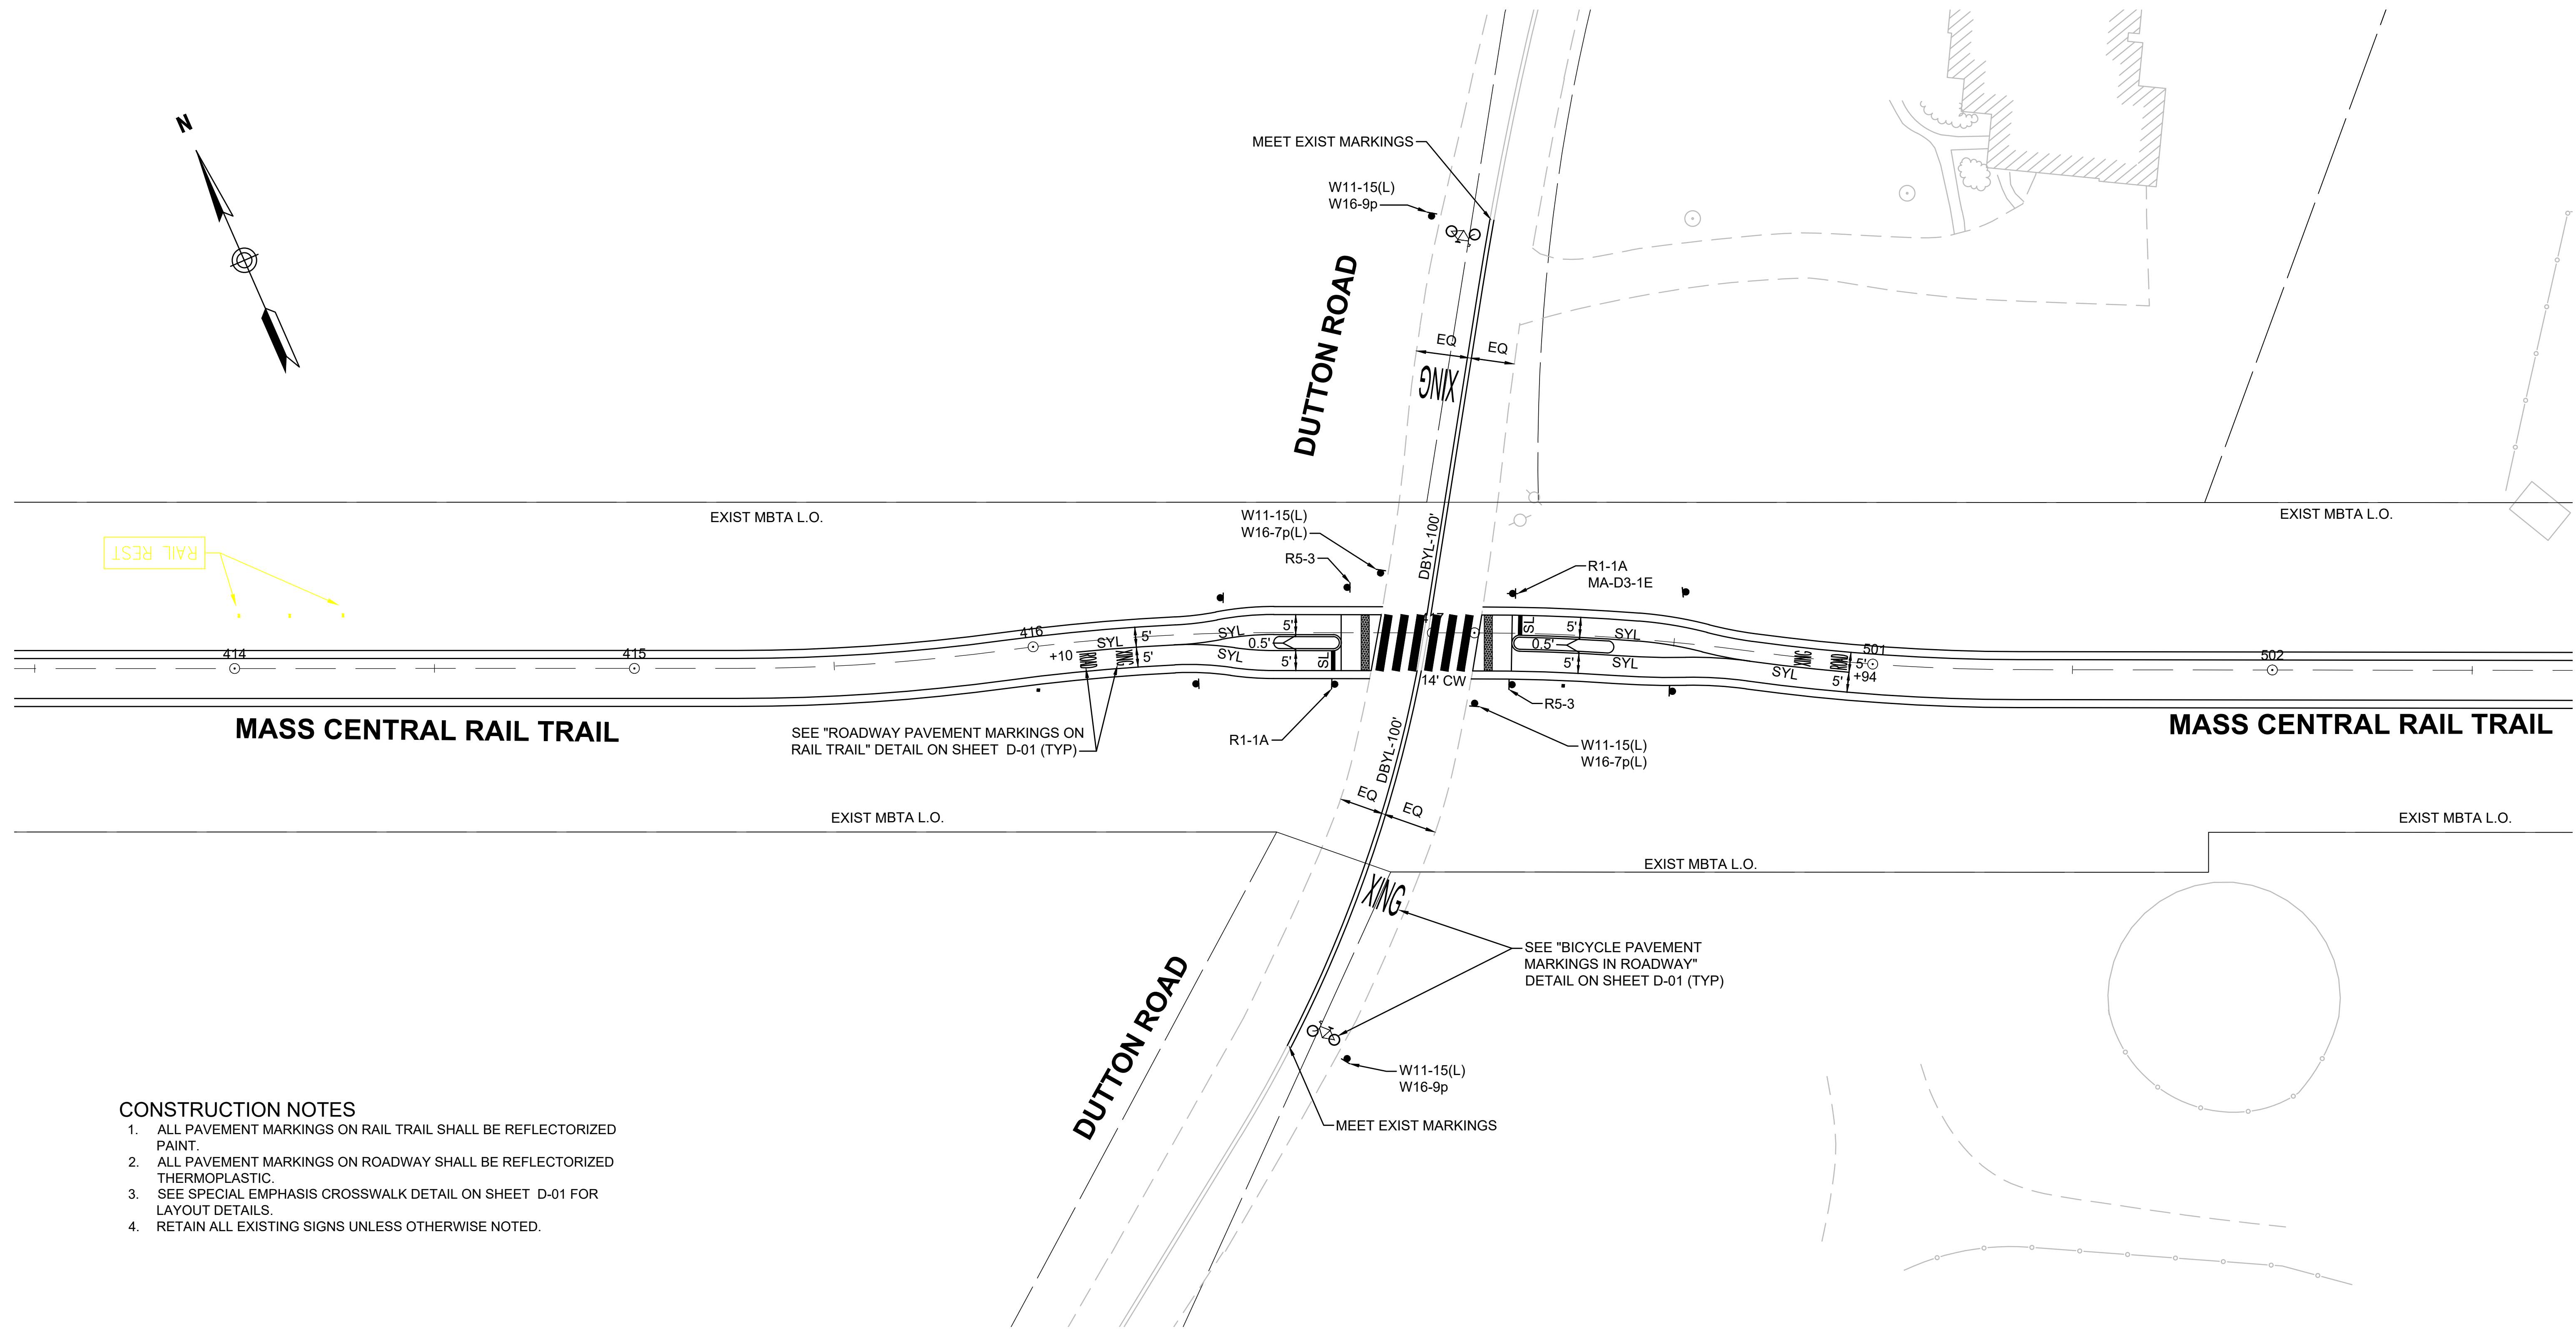 N
MEET EXIST MARKINGS
W11-15(L)
W16-9p
DUTTON ROAD
EQ
EQ
XING
EXIST MBTA L.O.
EXIST MBTA L.O.
RAIL REST
W11-15(L)
W16-7p(L)
R5-3
DBYL-100'
R1-1A
MA-D3-1E
414
415
416
+10
ROAD
XING
SYL
SYL
SYL
5'
5'
5'
0.5'
5'
SL
14' CW
SL
5'
0.5'
5'
SYL
SYL
SYL
XING
ROAD
5'
5'
501
+94
502
MASS CENTRAL RAIL TRAIL
MASS CENTRAL RAIL TRAIL
SEE "ROADWAY PAVEMENT MARKINGS ON
RAIL TRAIL" DETAIL ON SHEET D-01 (TYP)
R1-1A
R5-3
W11-15(L)
W16-7p(L)
DBYL-100'
EQ
EQ
EXIST MBTA L.O.
EXIST MBTA L.O.
EXIST MBTA L.O.
XING
SEE "BICYCLE PAVEMENT
MARKINGS IN ROADWAY"
DETAIL ON SHEET D-01 (TYP)
DUTTON ROAD
W11-15(L)
W16-9p
MEET EXIST MARKINGS
CONSTRUCTION NOTES
1. ALL PAVEMENT MARKINGS ON RAIL TRAIL SHALL BE REFLECTORIZED
PAINT.
2. ALL PAVEMENT MARKINGS ON ROADWAY SHALL BE REFLECTORIZED
THERMOPLASTIC.
3. SEE SPECIAL EMPHASIS CROSSWALK DETAIL ON SHEET D-01 FOR
LAYOUT DETAILS.
4. RETAIN ALL EXISTING SIGNS UNLESS OTHERWISE NOTED.